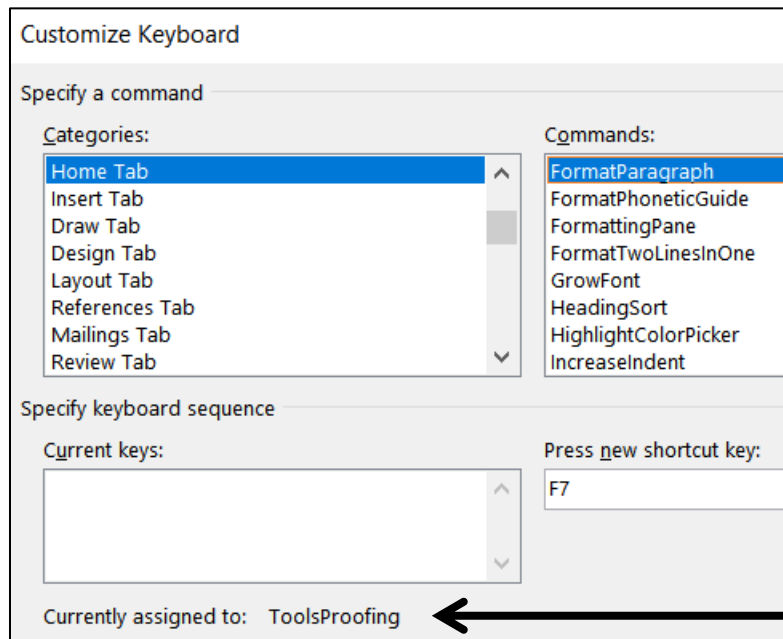 Customize Keyboard
Specify a command
Categories:
Home Tab
Insert Tab
Draw Tab
Design Tab
Layout Tab
References Tab
Mailings Tab
Review Tab
Commands:
FormatParagraph
FormatPhoneticGuide
FormattingPane
FormatTwoLinesInOne
GrowFont
HeadingSort
HighlightColorPicker
IncreaseIndent
Specify keyboard sequence
Current keys:
Press new shortcut key:
F7
Currently assigned to: ToolsProofing